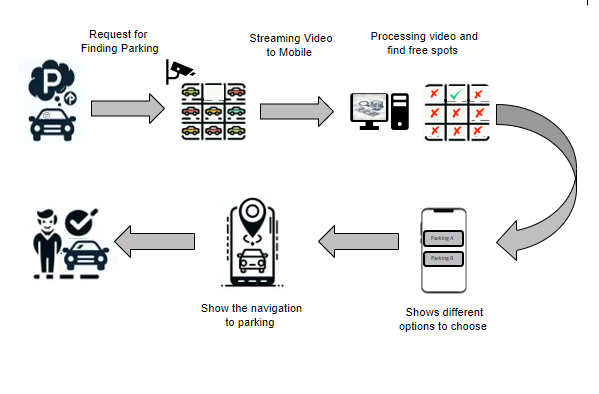 Request for
Finding Parking
Streaming Video
to Mobile
Processing video and
find free spots
P
Parking A
Parking B
Shows different
options to choose
Show the navigation
to parking